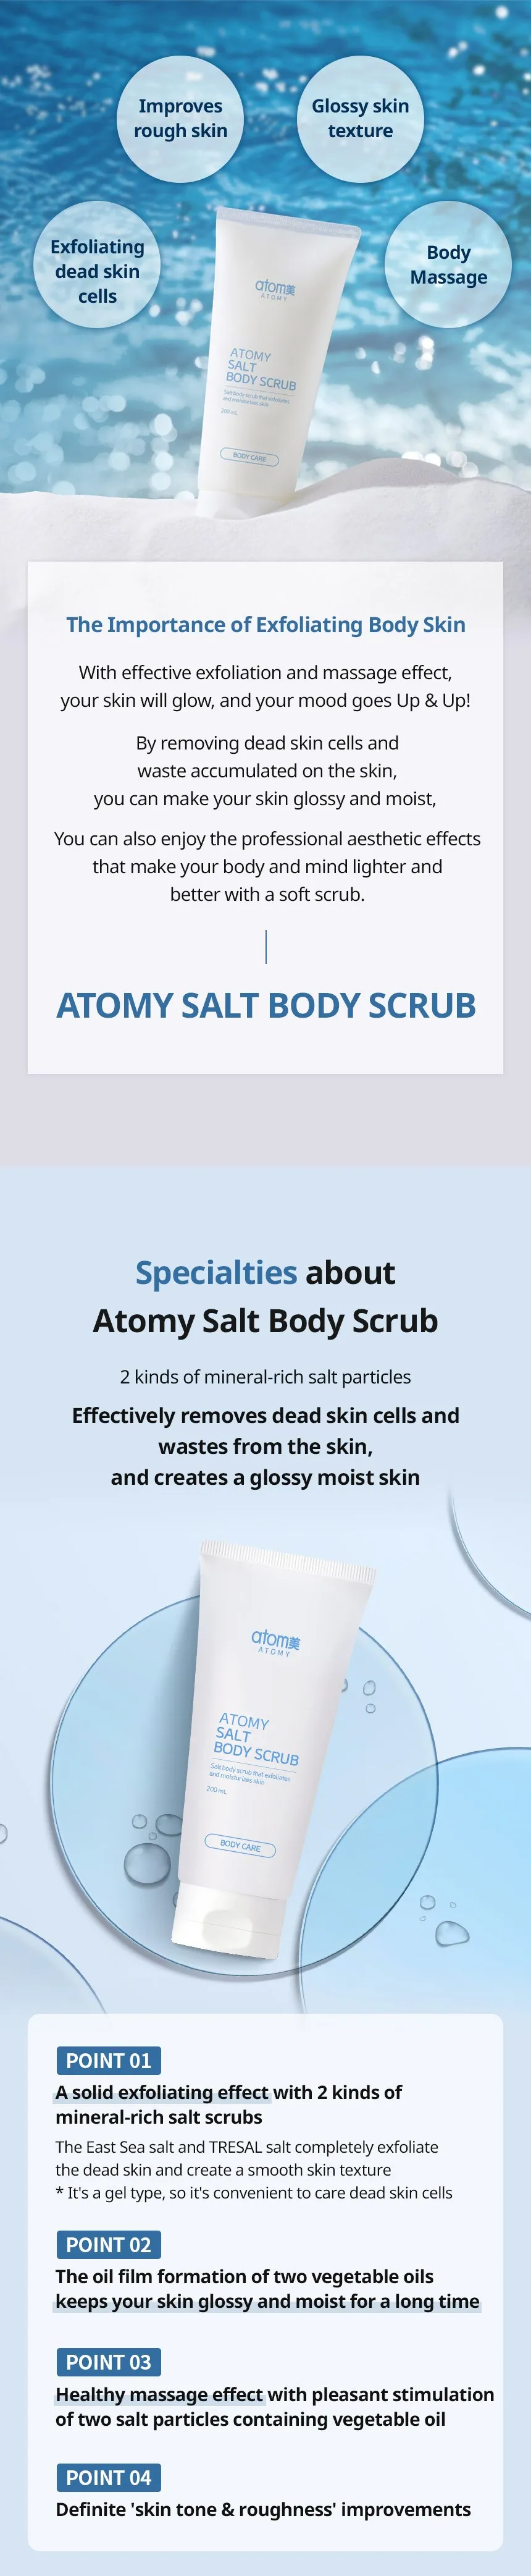 Improves
rough skin
Glossy skin
texture
Exfoliating
dead skin
cells
Body
Massage
atom美
ATOMY
ATOMY
SALT
BODY SCRUB
Salt body scrub that exfoliates
and moisturizes skin
200 mL
BODY CARE
The Importance of Exfoliating Body Skin
With effective exfoliation and massage effect,
your skin will glow, and your mood goes Up & Up!
By removing dead skin cells and
waste accumulated on the skin,
you can make your skin glossy and moist,
You can also enjoy the professional aesthetic effects
that make your body and mind lighter and
better with a soft scrub.
ATOMY SALT BODY SCRUB
Specialties about
Atomy Salt Body Scrub
2 kinds of mineral-rich salt particles
Effectively removes dead skin cells and
wastes from the skin,
and creates a glossy moist skin
atom美
ATOMY
ATOMY
SALT
BODY SCRUB
Salt body scrub that exfoliates
and moisturizes skin
200 mL
BODY CARE
POINT 01
A solid exfoliating effect with 2 kinds of
mineral-rich salt scrubs
The East Sea salt and TRESAL salt completely exfoliate
the dead skin and create a smooth skin texture
* It's a gel type, so it's convenient to care dead skin cells
POINT 02
The oil film formation of two vegetable oils
keeps your skin glossy and moist for a long time
POINT 03
Healthy massage effect with pleasant stimulation
of two salt particles containing vegetable oil
POINT 04
Definite 'skin tone & roughness' improvements